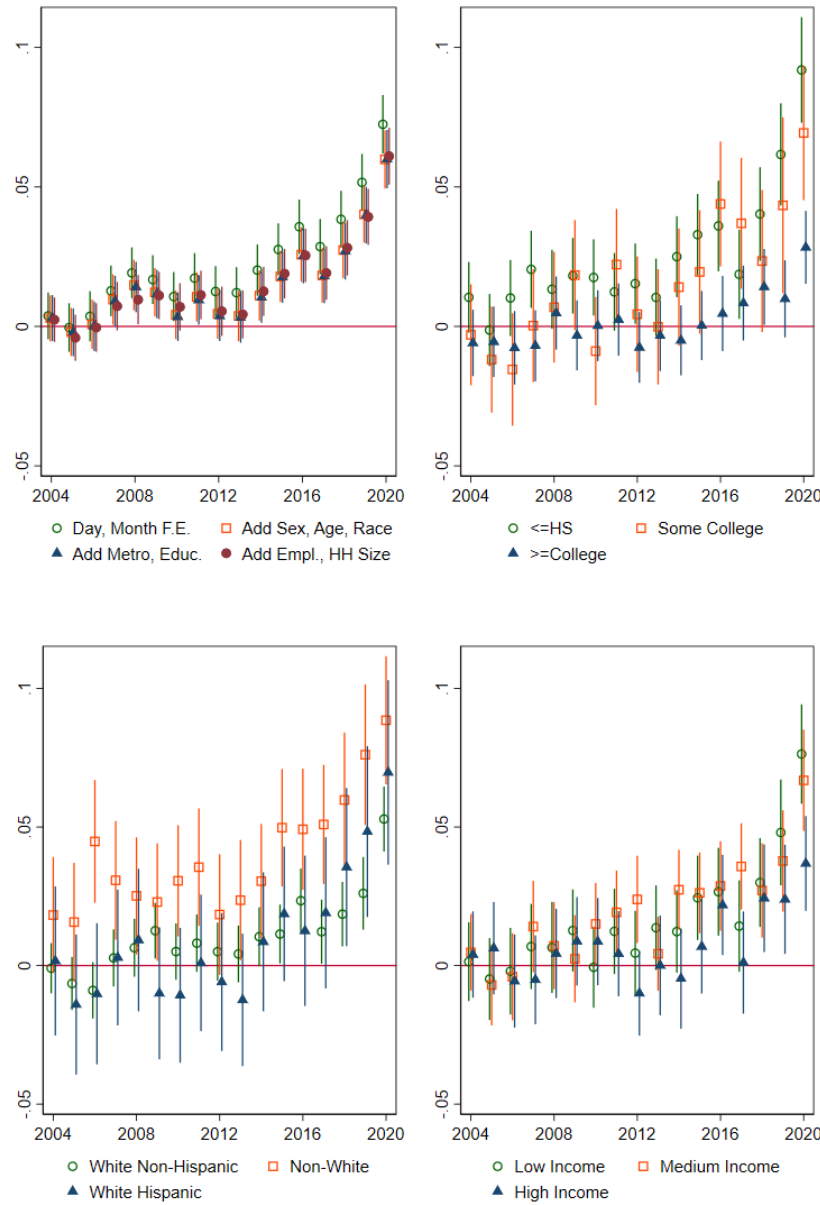 .1
.05
0
-.05
2004 2008 2012 2016 2020
Day, Month F.E. Add Sex, Age, Race
Add Metro, Educ. Add Empl., HH Size
.1
.05
0
-.05
2004 2008 2012 2016 2020
<=HS Some College
>=College
.1
.05
0
-.05
2004 2008 2012 2016 2020
White Non-Hispanic Non-White
White Hispanic
.1
.05
0
-.05
2004 2008 2012 2016 2020
Low Income Medium Income
High Income